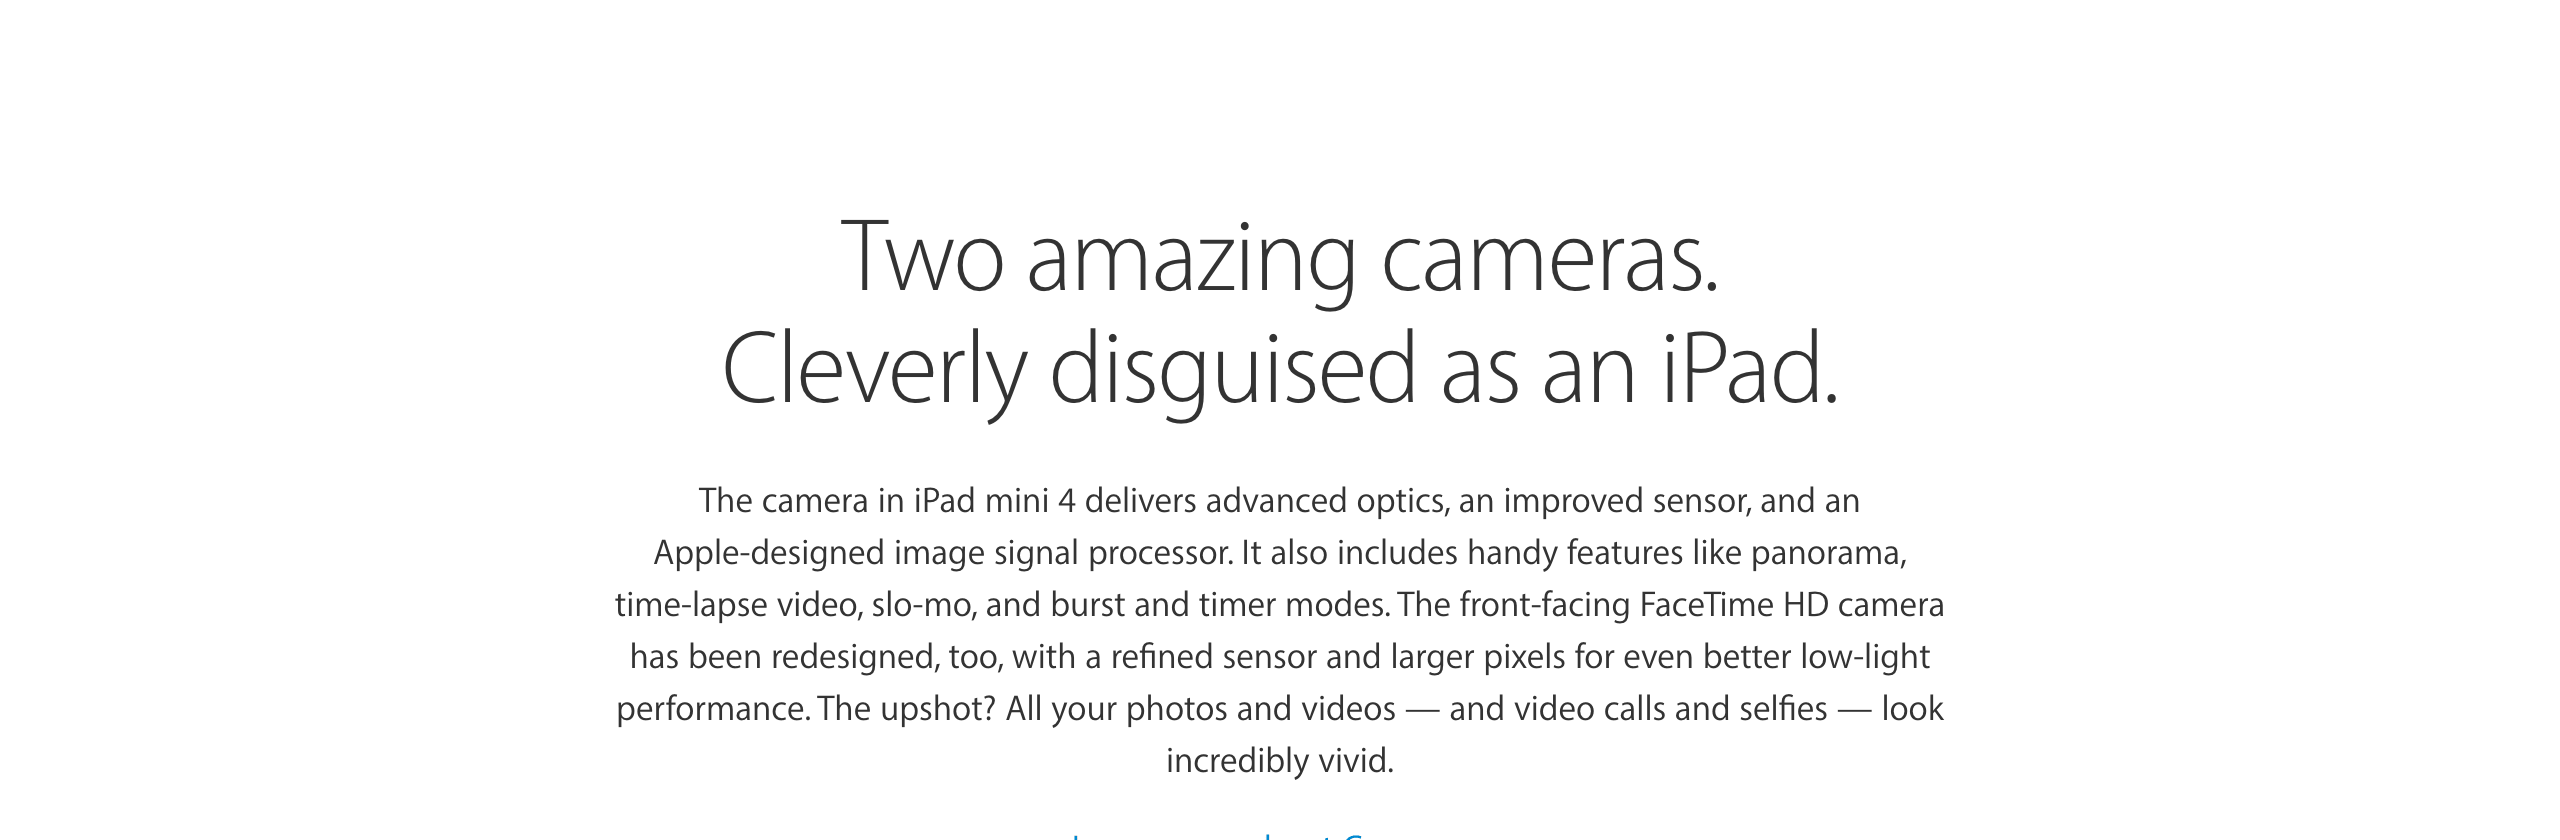 Two amazing cameras.
Cleverly disguised as an iPad.
The camera in iPad mini 4 delivers advanced optics, an improved sensor, and an
Apple-designed image signal processor. It also includes handy features like panorama,
time-lapse video, slo-mo, and burst and timer modes. The front-facing FaceTime HD camera
has been redesigned, too, with a refined sensor and larger pixels for even better low-light
performance. The upshot? All your photos and videos — and video calls and selfies — look
incredibly vivid.